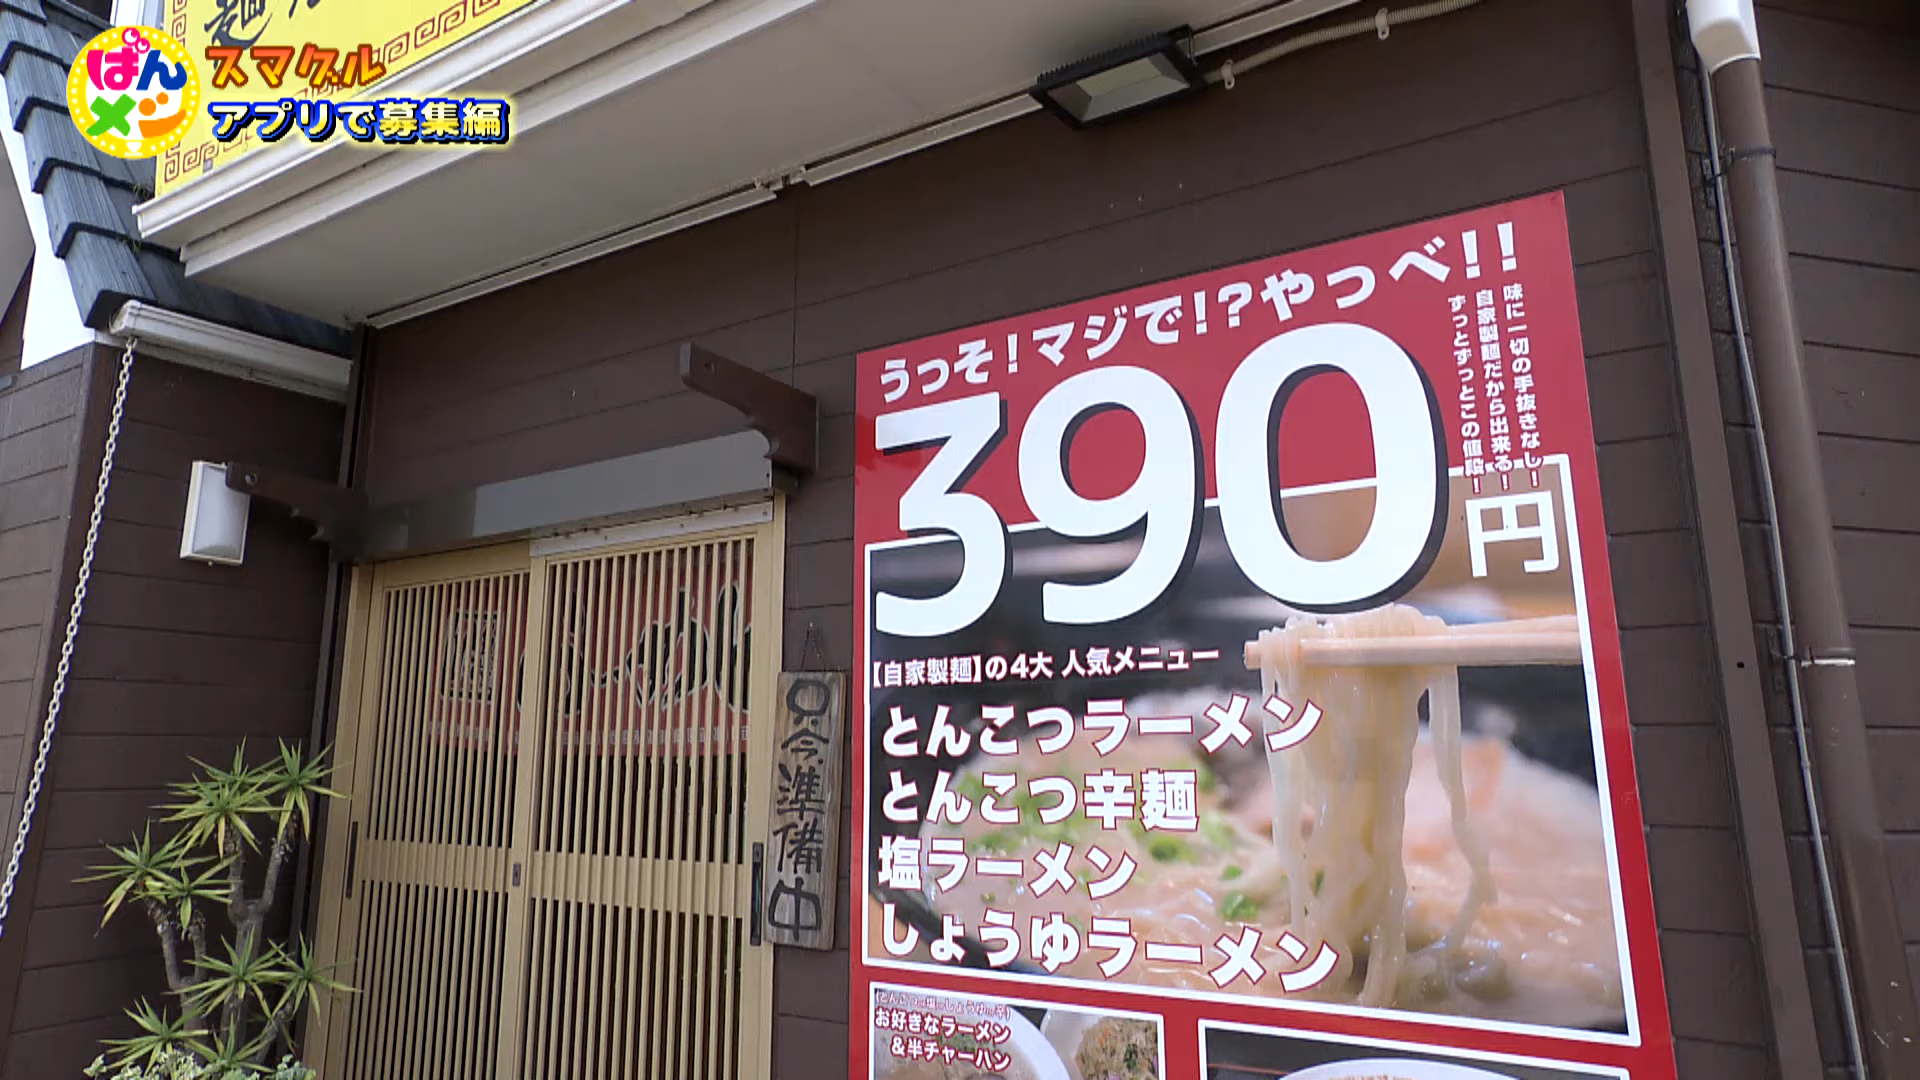 ばん
メシ
スマグル
アプリで募集編
うっそ!マジで!?やっべ!!
390円
味に一切の手抜きなし!
自家製麺だから出来る!
ずっとずっとこの値段!
【自家製麺】の4大 人気メニュー
とんこつラーメン
とんこつ辛麺
塩ラーメン
しょうゆラーメン
お好きなラーメン
&半チャーハン
只今準備中